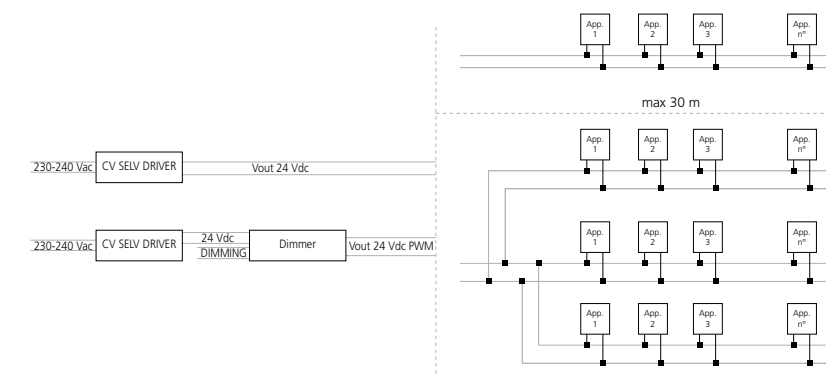 App. 1
App. 2
App. 3
App. n°
max 30 m
230-240 Vac
CV SELV DRIVER
Vout 24 Vdc
230-240 Vac
CV SELV DRIVER
24 Vdc
DIMMING
Dimmer
Vout 24 Vdc PWM
App. 1
App. 2
App. 3
App. n°
App. 1
App. 2
App. 3
App. n°
App. 1
App. 2
App. 3
App. n°